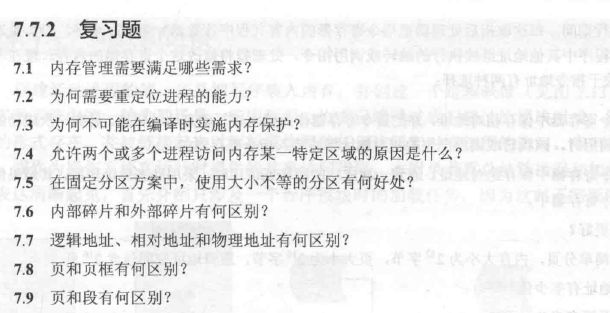 7.7.2 复习题
7.1 内存管理需要满足哪些需求？
7.2 为何需要重定位进程的能力？
7.3 为何不可能在编译时实施内存保护？
7.4 允许两个或多个进程访问内存某一特定区域的原因是什么？
7.5 在固定分区方案中，使用大小不等的分区有何好处？
7.6 内部碎片和外部碎片有何区别？
7.7 逻辑地址、相对地址和物理地址有何区别？
7.8 页和页框有何区别？
7.9 页和段有何区别？